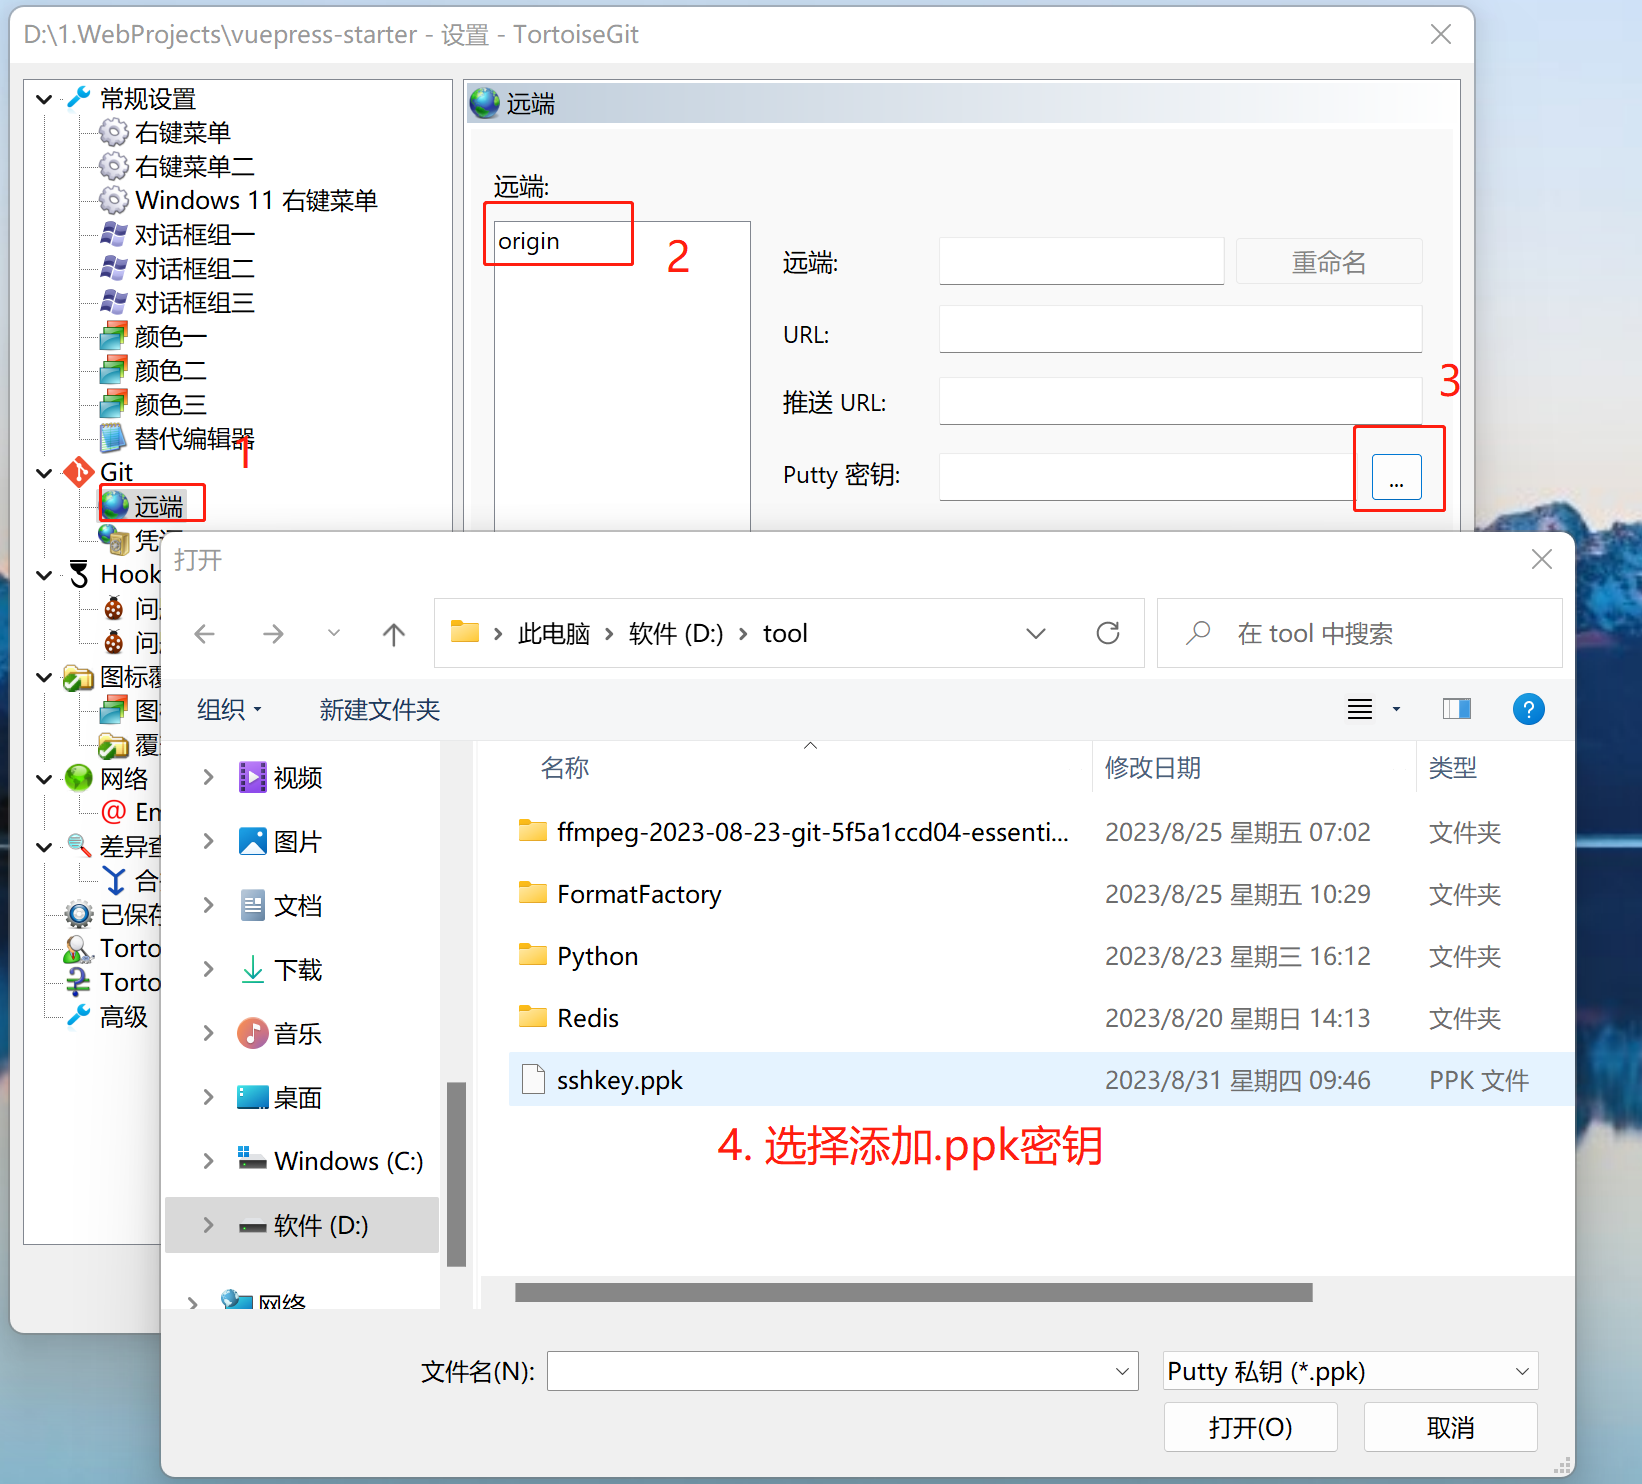 D:\1.WebProjects\vuepress-starter - 设置 - TortoiseGit
常规设置
右键菜单
右键菜单二
Windows 11 右键菜单
对话框组一
对话框组二
对话框组三
颜色一
颜色二
颜色三
替代编辑器
1
Git
远端
凭
Hook
问
问
图标覆
图
覆
网络
Em
差异查
合
已保存
Torto
Torto
高级
远端
远端:
origin
2
远端:
重命名
URL:
推送 URL:
3
Putty 密钥:
...
打开
此电脑 > 软件 (D:) > tool
在 tool 中搜索
组织
新建文件夹
?
视频
图片
文档
下载
音乐
桌面
Windows (C:)
软件 (D:)
网络
名称 修改日期 类型
ffmpeg-2023-08-23-git-5f5a1ccd04-essenti... 2023/8/25 星期五 07:02 文件夹
FormatFactory 2023/8/25 星期五 10:29 文件夹
Python 2023/8/23 星期三 16:12 文件夹
Redis 2023/8/20 星期日 14:13 文件夹
sshkey.ppk 2023/8/31 星期四 09:46 PPK 文件
4. 选择添加.ppk密钥
文件名(N):
Putty 私钥 (*.ppk)
打开(O)
取消